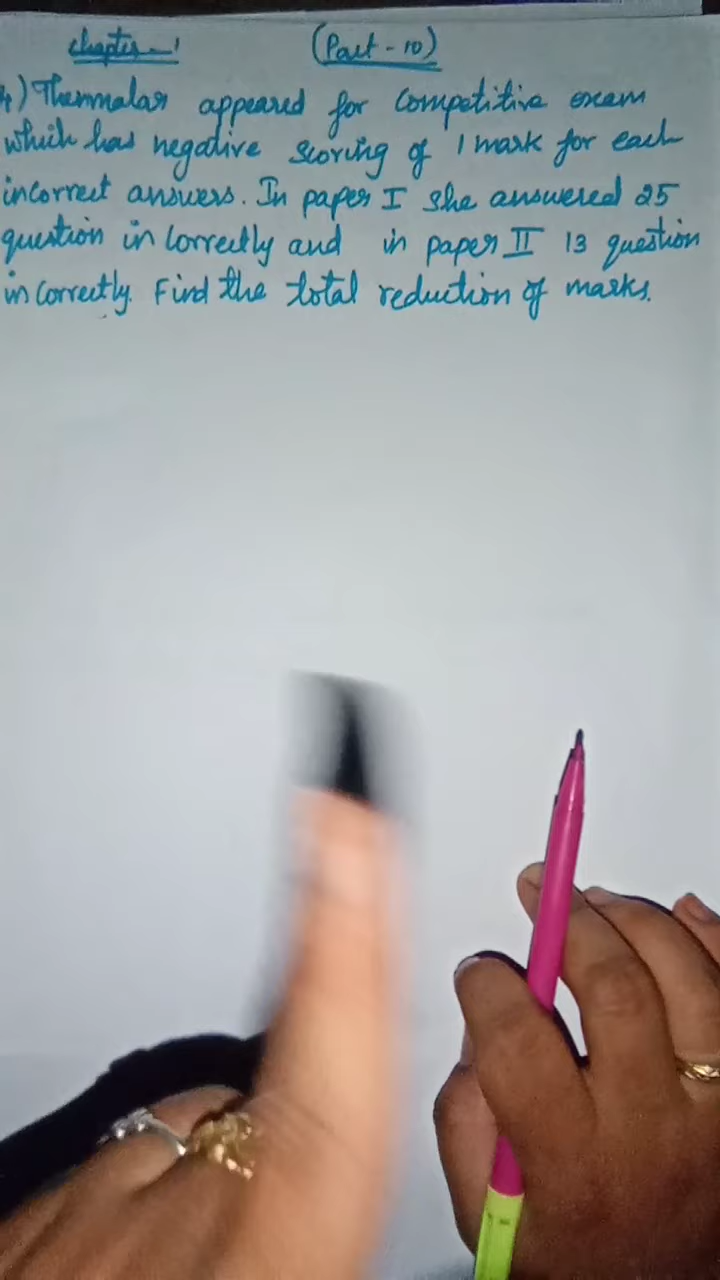 Chapter-1 (Part-10)
4) Thenmalar appeared for Competitive exam
which has negative scoring of 1 mark for each
incorrect answers. In paper I she answered 25
question incorrectly and in paper II 13 question
incorrectly. Find the total reduction of marks.